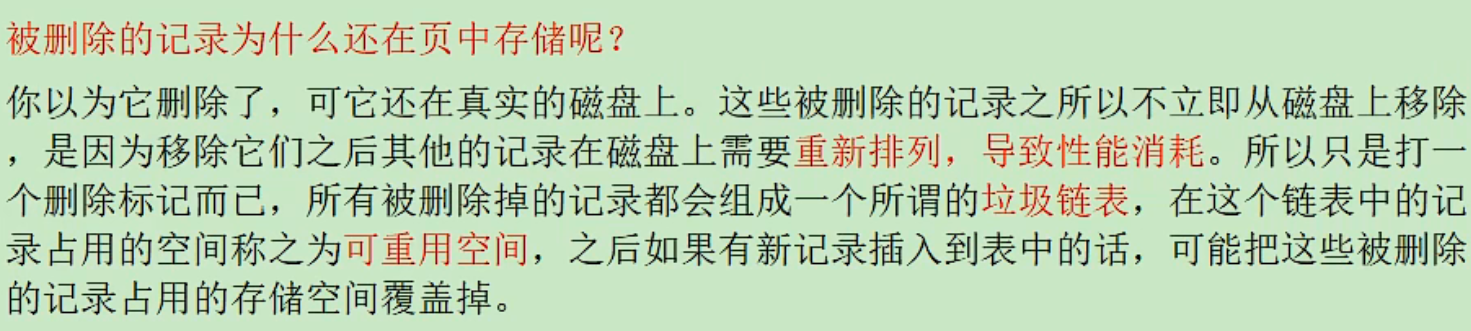 被删除的记录为什么还在页中存储呢？
你以为它删除了，可它还在真实的磁盘上。这些被删除的记录之所以不立即从磁盘上移除
，是因为移除它们之后其他的记录在磁盘上需要重新排列，导致性能消耗。所以只是打一
个删除标记而已，所有被删除掉的记录都会组成一个所谓的垃圾链表，在这个链表中的记
录占用的空间称之为可重用空间，之后如果有新记录插入到表中的话，可能把这些被删除
的记录占用的存储空间覆盖掉。